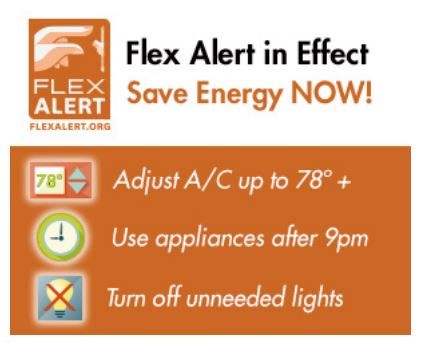 FLEX
ALERT
FLEXALERT.ORG
Flex Alert in Effect
Save Energy NOW!
78°
Adjust A/C up to 78° +
Use appliances after 9pm
Turn off unneeded lights